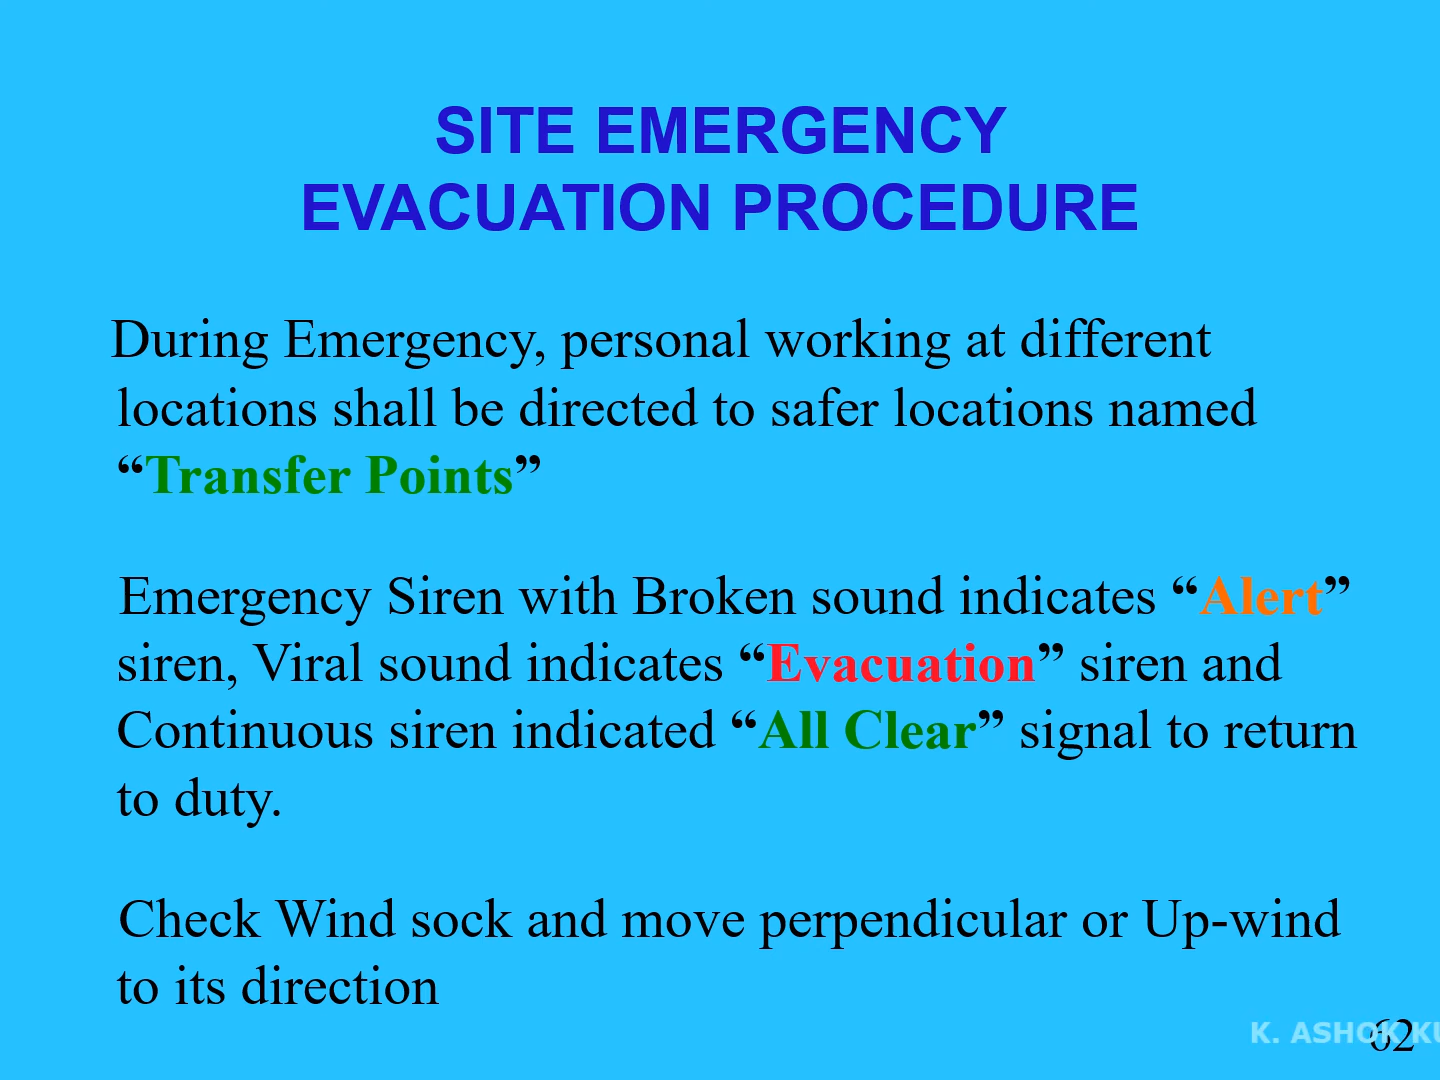 SITE EMERGENCY
EVACUATION PROCEDURE
During Emergency, personal working at different
locations shall be directed to safer locations named
“Transfer Points”
Emergency Siren with Broken sound indicates “Alert”
siren, Viral sound indicates “Evacuation” siren and
Continuous siren indicated “All Clear” signal to return
to duty.
Check Wind sock and move perpendicular or Up-wind
to its direction
K. ASHOK
62